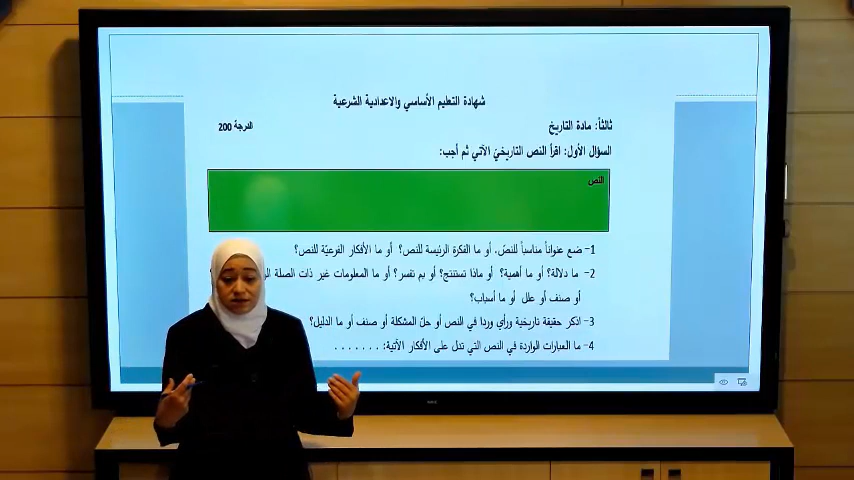 شهادة التعليم الأساسي والاعدادية الشرعية
ثالثاً: مادة التاريخ
الدرجة 200
السؤال الأول: اقرأ النص التاريخيّ الآتي ثم أجب:
النص
1- ضع عنواناً مناسباً للنصّ، أو ما الفكرة الرئيسة للنص؟ أو ما الأفكار الفرعيّة للنص؟
2- ما دلالة؟ أو ما أهمية؟ أو ماذا تستنتج؟ أو بم تفسر؟ أو ما المعلومات غير ذات الصلة
أو صنف أو علل أو ما أسباب؟
3- اذكر حقيقة تاريخية ورأي وردا في النص أو حلّ المشكلة أو صنف أو ما الدليل؟
4- ما العبارات الواردة في النص التي تدل على الأفكار الآتية: . . . . . . .